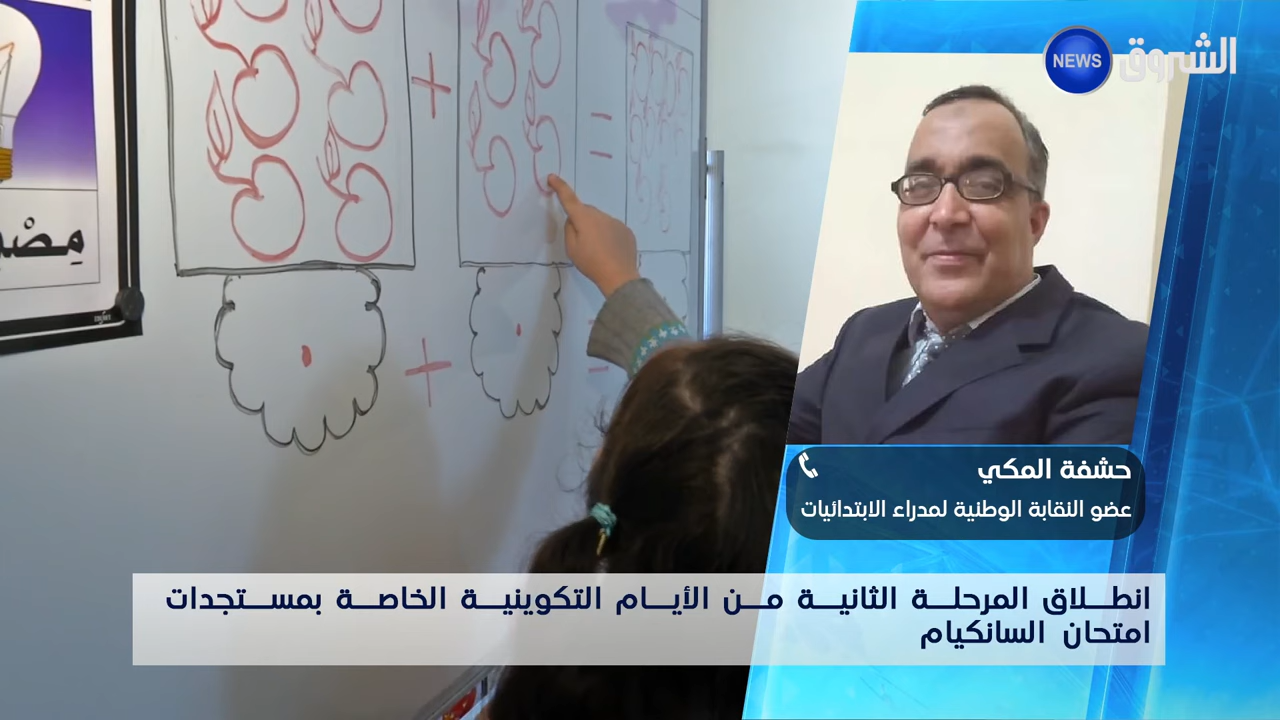 الشروق
NEWS
مِصْ
حشفة المكي
عضو النقابة الوطنية لمدراء الابتدائيات
انطلاق المرحلة الثانية من الأيام التكوينية الخاصة بمستجدات
امتحان السانكيام